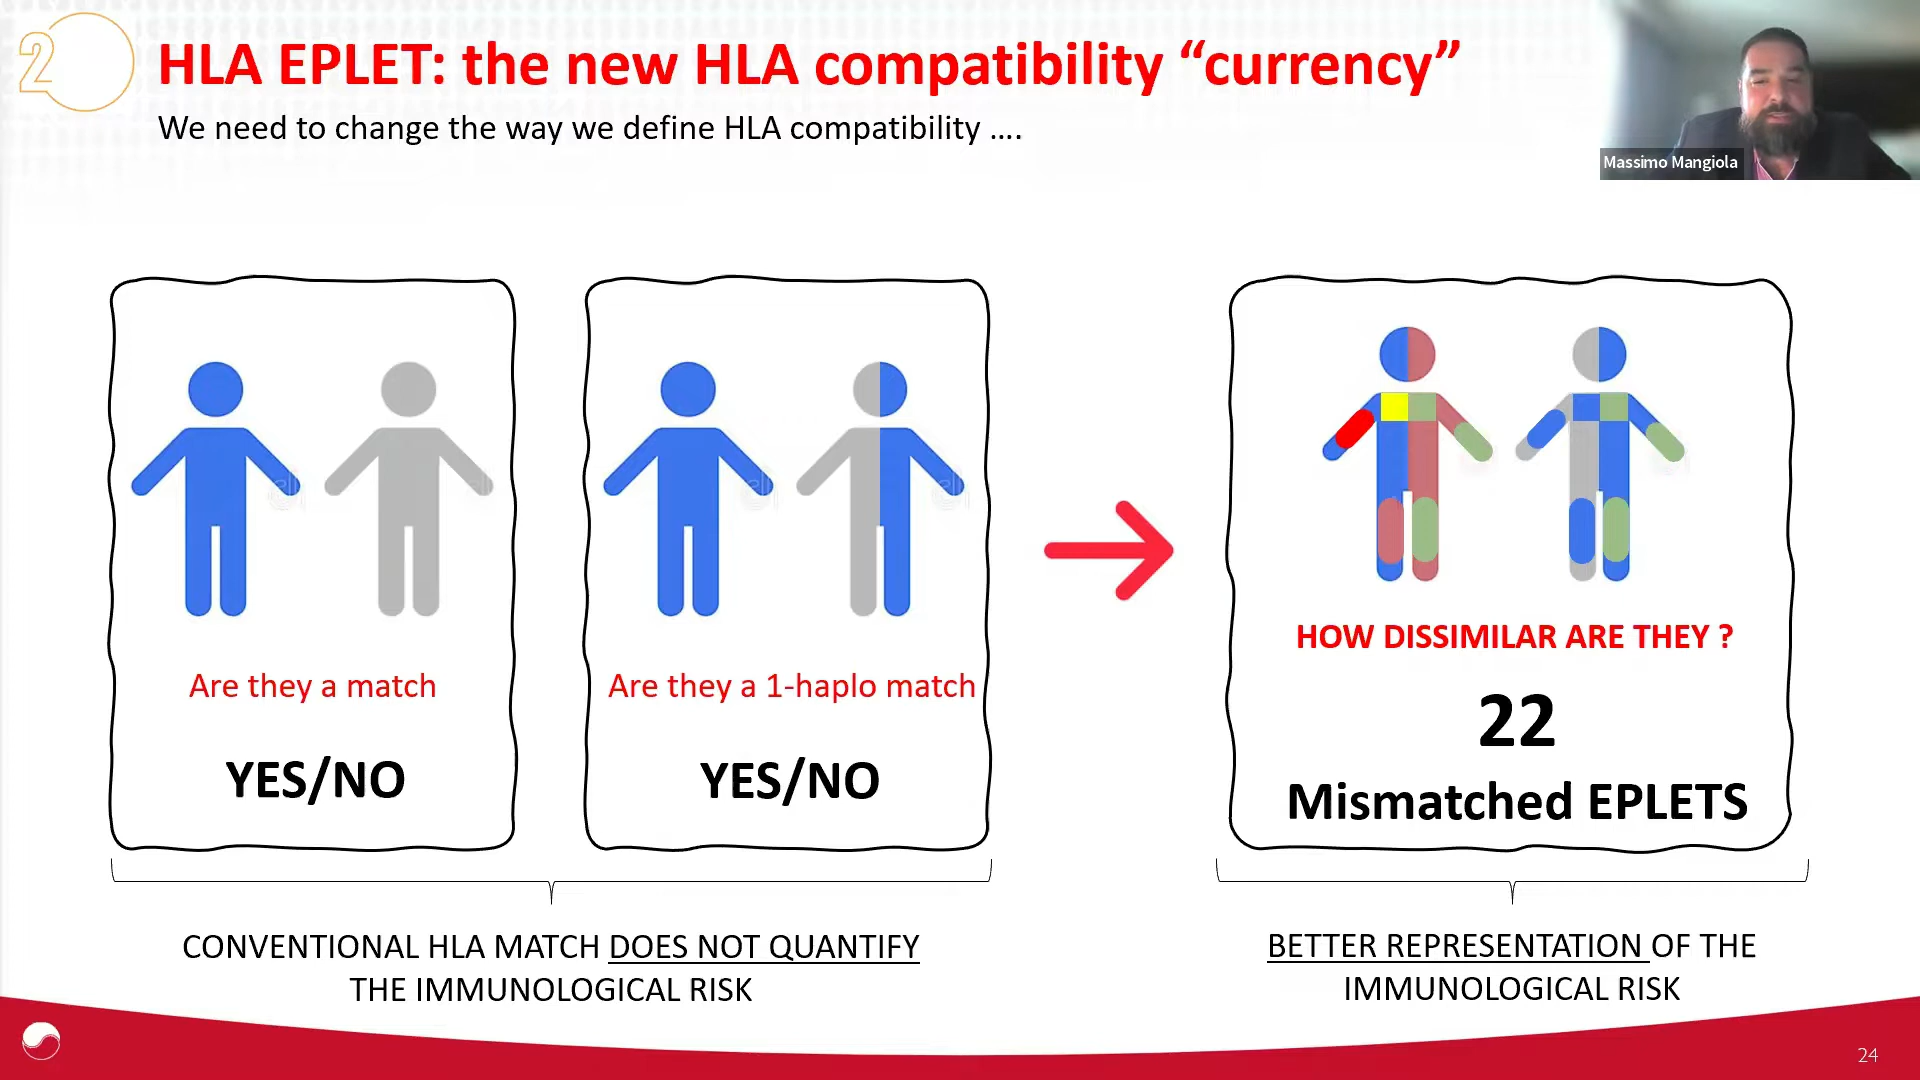 2
HLA EPLET: the new HLA compatibility “currency”
We need to change the way we define HLA compatibility ....
Massimo Mangiola
Are they a match
YES/NO
Are they a 1-haplo match
YES/NO
HOW DISSIMILAR ARE THEY ?
22
Mismatched EPLETS
CONVENTIONAL HLA MATCH DOES NOT QUANTIFY
THE IMMUNOLOGICAL RISK
BETTER REPRESENTATION OF THE
IMMUNOLOGICAL RISK
24